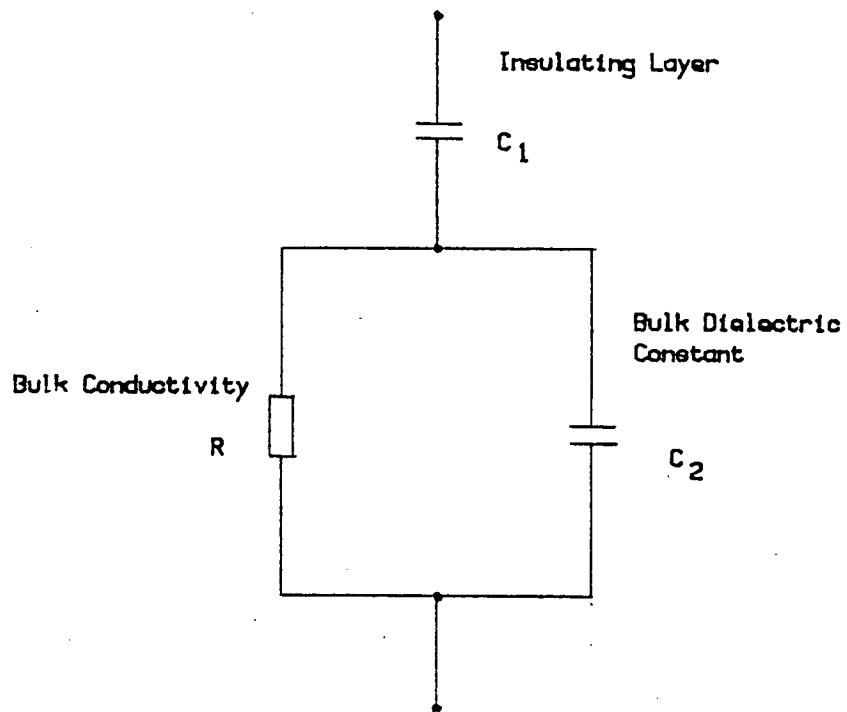 Insulating Layer
C1
Bulk Dielectric
Constant
Bulk Conductivity
R
C2